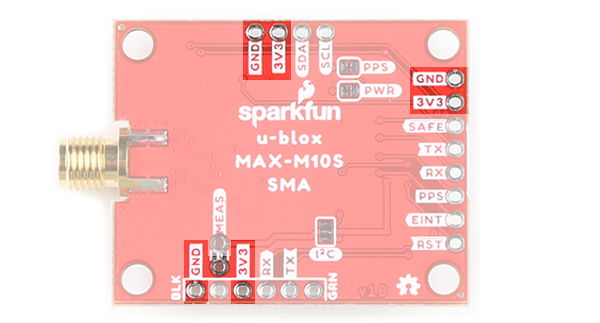 GND 3V3 SDA SCL
PPS
PWR
GND
3V3
SAFE
TX
RX
PPS
EINT
RST
sparkfun
u-blox
MAX-M10S
SMA
MEAS
I²C
BLK GND 3V3 RX TX GRN
v10